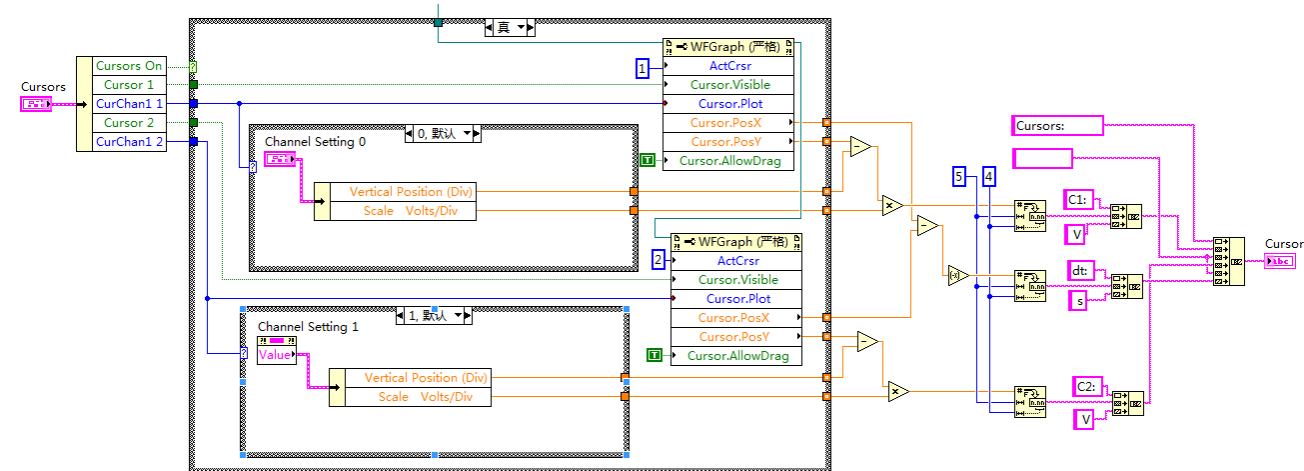 真
Cursors
Cursors On
Cursor 1
CurChan1 1
Cursor 2
CurChan1 2
WFGraph (严格)
1
ActCrsr
Cursor.Visible
Cursor.Plot
Cursor.PosX
Cursor.PosY
T
Cursor.AllowDrag
0, 默认
Channel Setting 0
Vertical Position (Div)
Scale Volts/Div
WFGraph (严格)
2
ActCrsr
Cursor.Visible
Cursor.Plot
Cursor.PosX
Cursor.PosY
T
Cursor.AllowDrag
1, 默认
Channel Setting 1
Value
Vertical Position (Div)
Scale Volts/Div
Cursors:
5
4
C1:
V
dt:
s
C2:
V
Cursor
abc